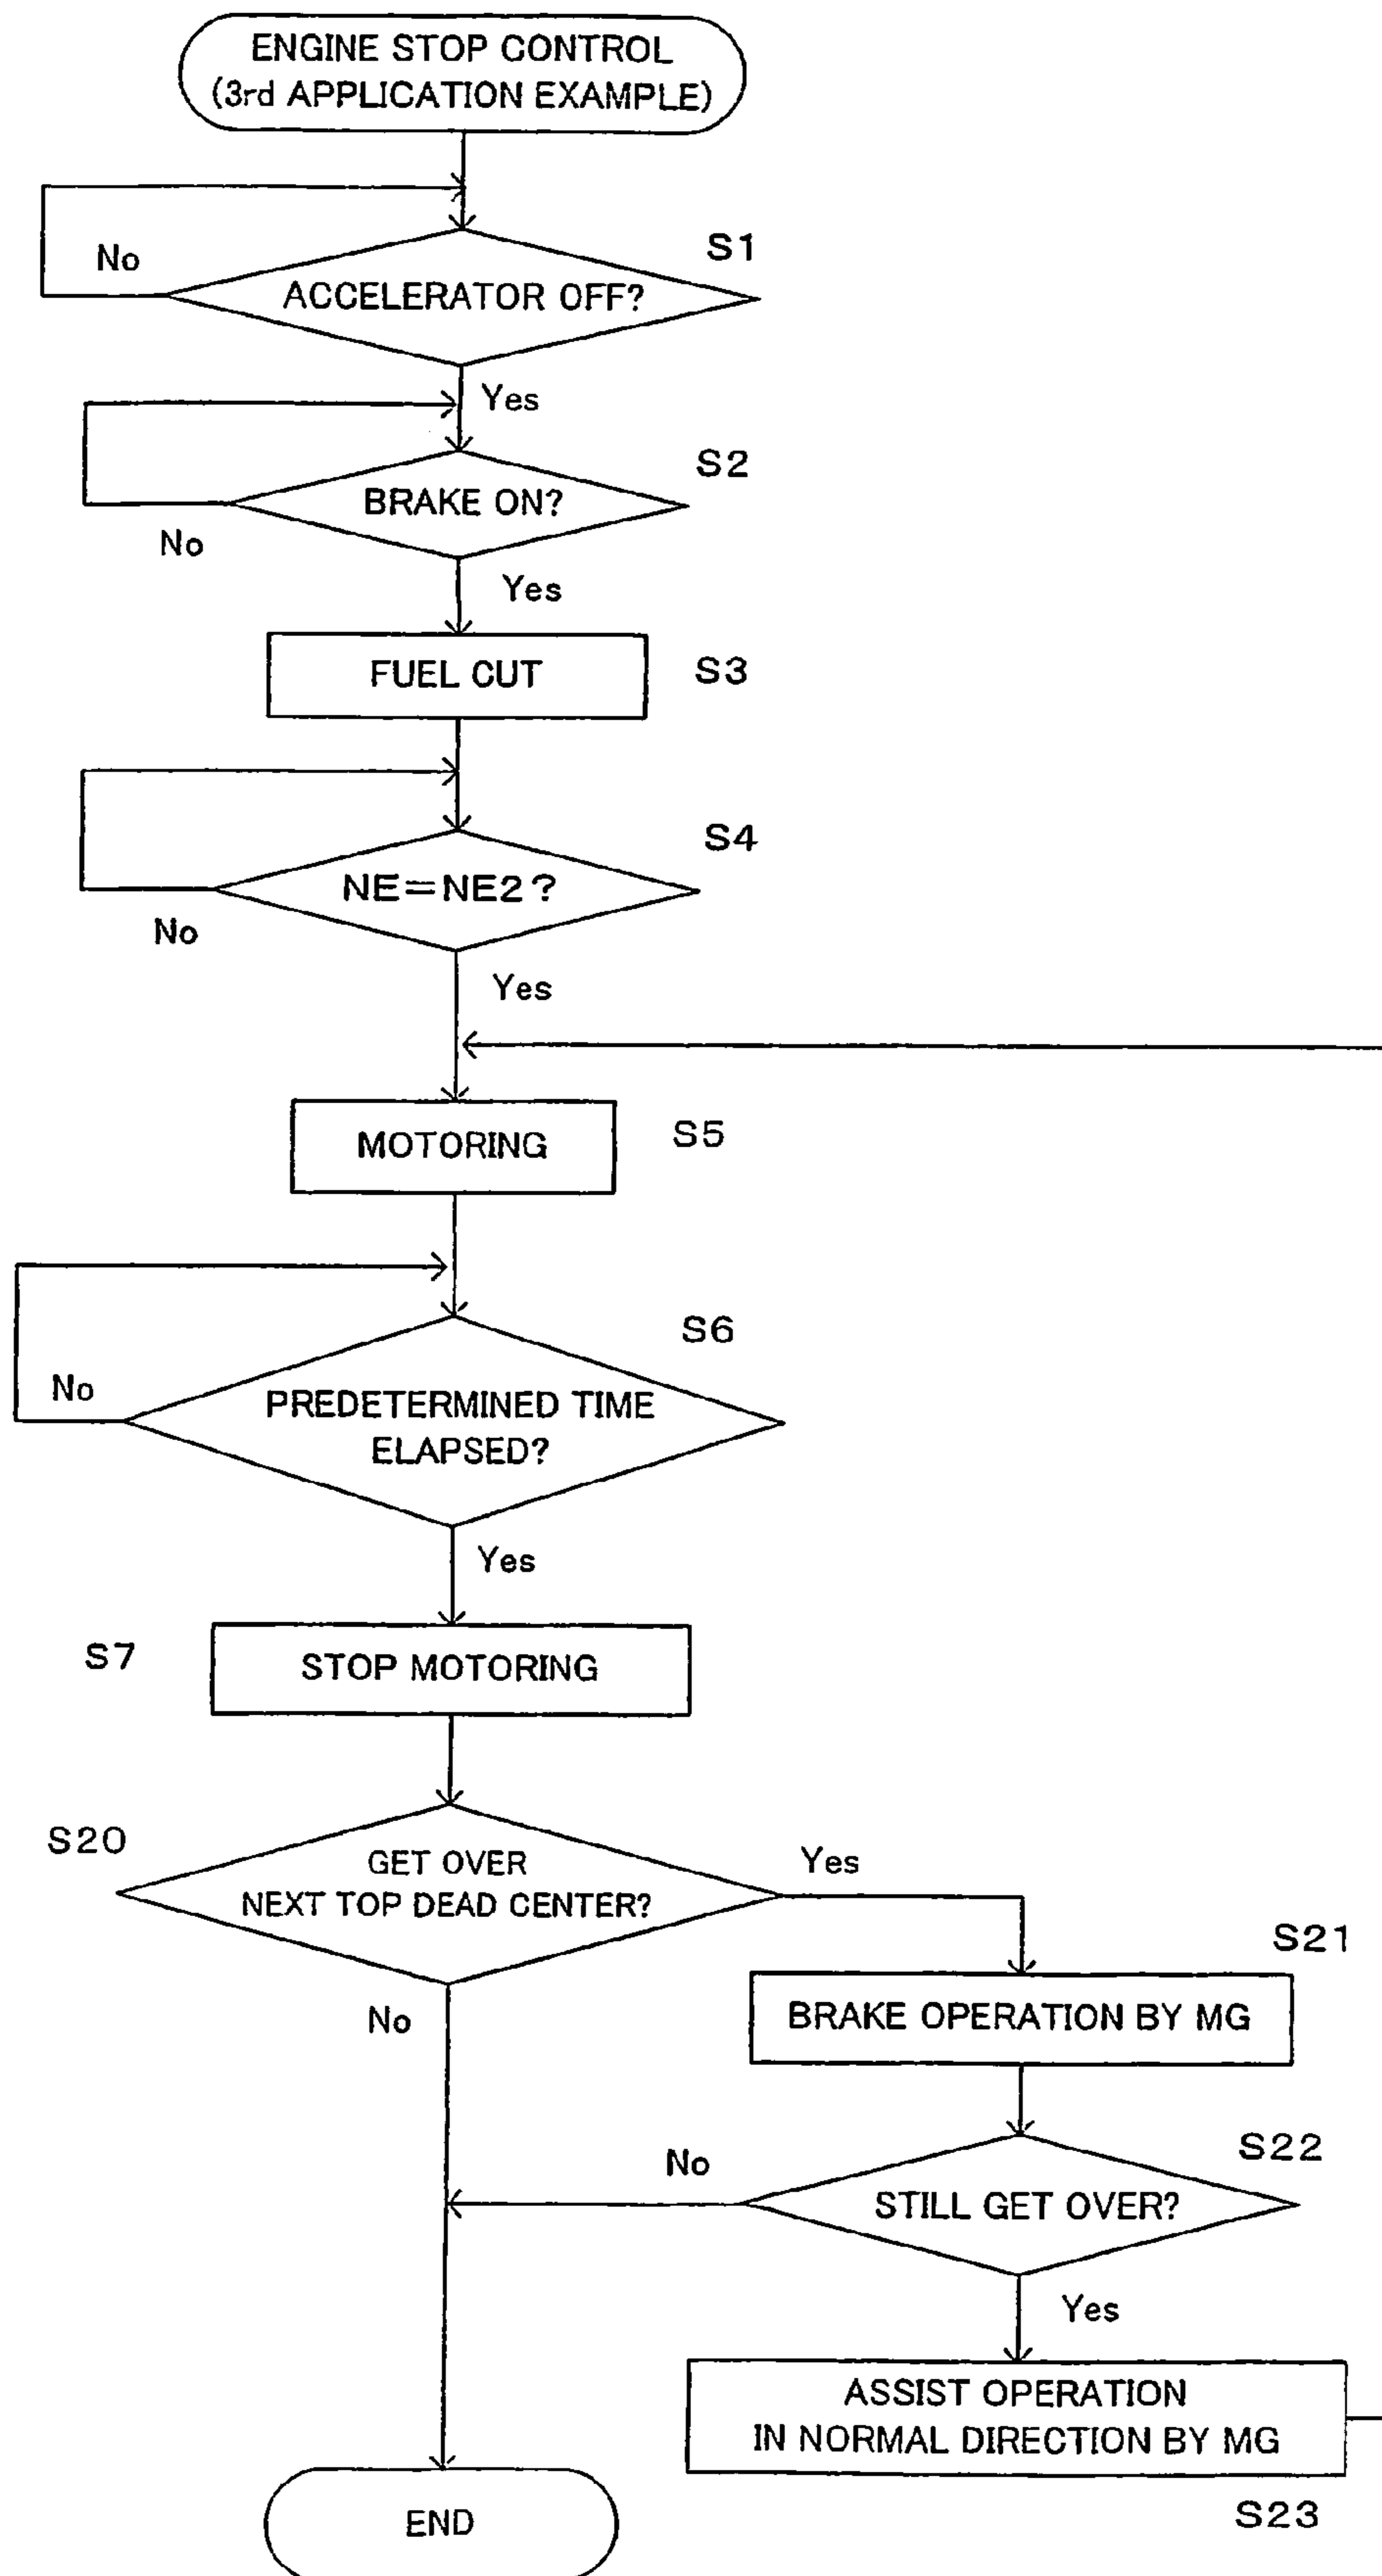 ENGINE STOP CONTROL
(3rd APPLICATION EXAMPLE)
S1
No
ACCELERATOR OFF?
Yes
S2
BRAKE ON?
No
Yes
FUEL CUT
S3
S4
NE=NE2?
No
Yes
MOTORING
S5
S6
No
PREDETERMINED TIME
ELAPSED?
Yes
S7
STOP MOTORING
S20
GET OVER
NEXT TOP DEAD CENTER?
Yes
No
S21
BRAKE OPERATION BY MG
No
S22
STILL GET OVER?
Yes
ASSIST OPERATION
IN NORMAL DIRECTION BY MG
S23
END